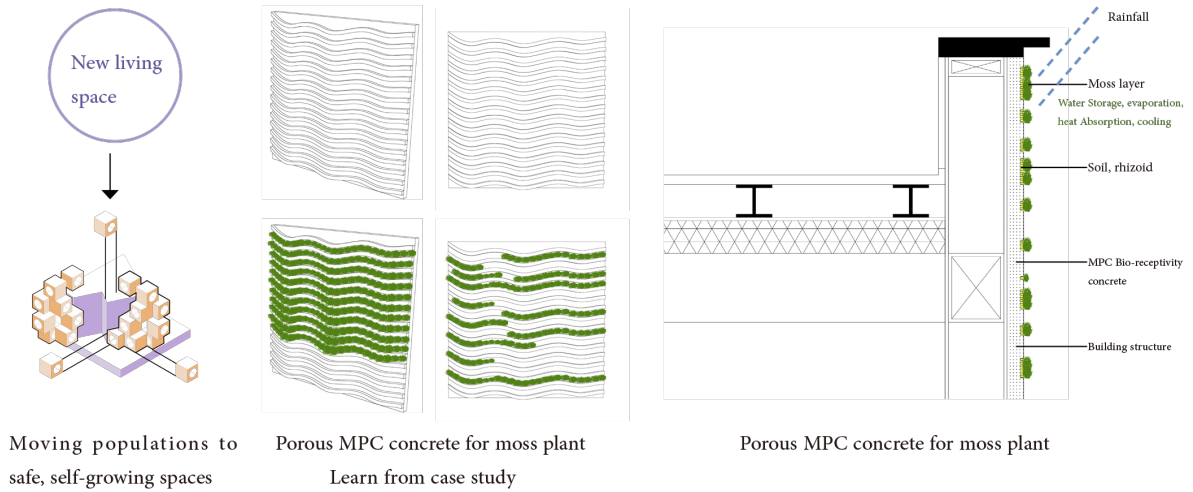 New living
space
Moving populations to
safe, self-growing spaces
Porous MPC concrete for moss plant
Learn from case study
Rainfall
Moss layer
Water Storage, evaporation,
heat Absorption, cooling
Soil, rhizoid
MPC Bio-receptivity
concrete
Building structure
Porous MPC concrete for moss plant